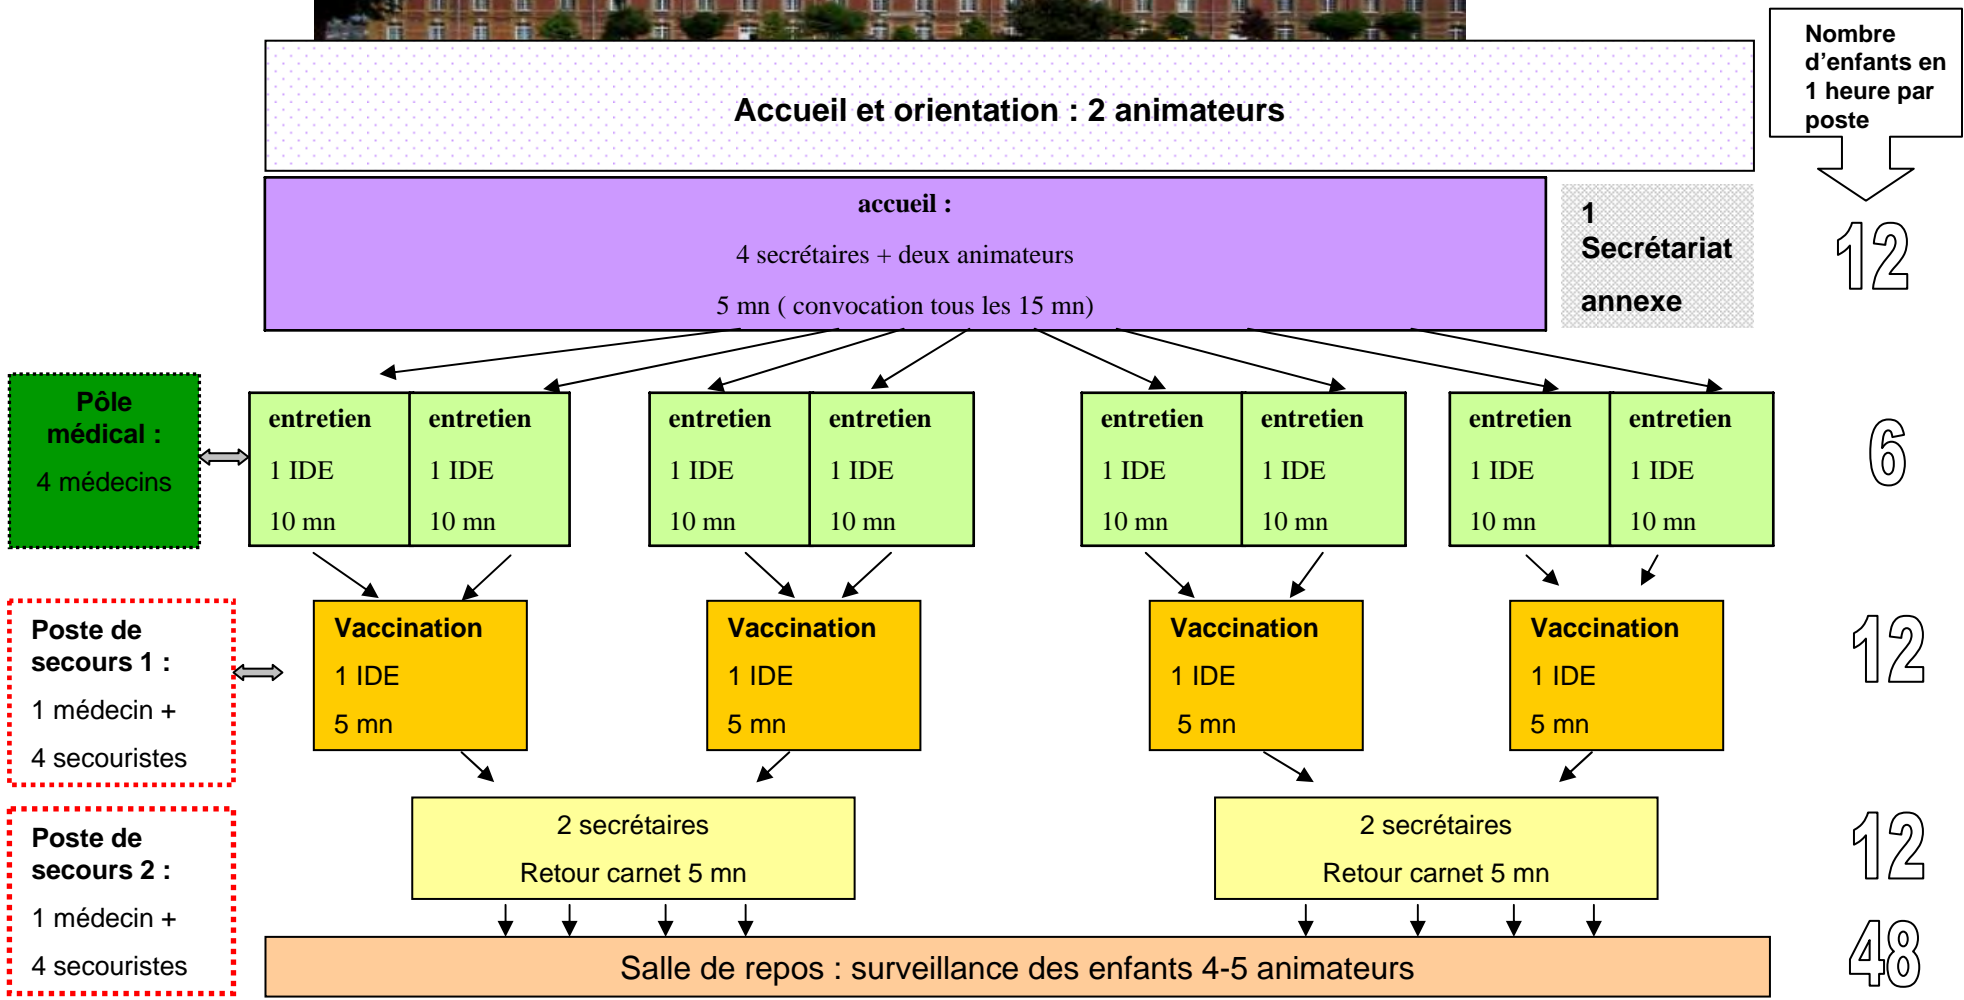 Accueil et orientation : 2 animateurs
Nombre
d'enfants en
1 heure par
poste
accueil :
4 secrétaires + deux animateurs
5 mn ( convocation tous les 15 mn)
1
Secrétariat
annexe
12
Pôle
médical :
4 médecins
entretien
1 IDE
10 mn
entretien
1 IDE
10 mn
entretien
1 IDE
10 mn
entretien
1 IDE
10 mn
entretien
1 IDE
10 mn
entretien
1 IDE
10 mn
entretien
1 IDE
10 mn
entretien
1 IDE
10 mn
6
Poste de
secours 1 :
1 médecin +
4 secouristes
Vaccination
1 IDE
5 mn
Vaccination
1 IDE
5 mn
Vaccination
1 IDE
5 mn
Vaccination
1 IDE
5 mn
12
Poste de
secours 2 :
1 médecin +
4 secouristes
2 secrétaires
Retour carnet 5 mn
2 secrétaires
Retour carnet 5 mn
12
Salle de repos : surveillance des enfants 4-5 animateurs
48